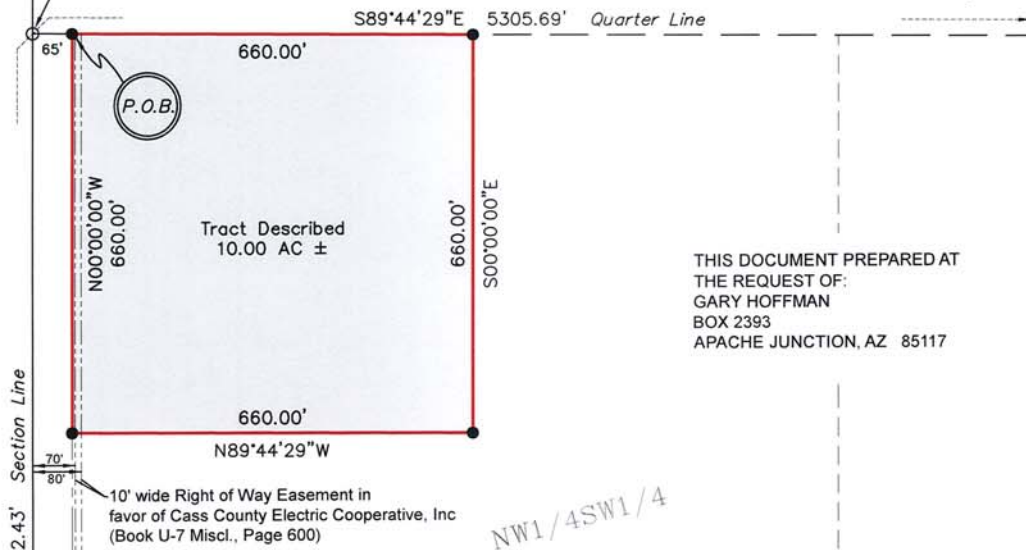 S89°44'29"E 5305.69' Quarter Line
65'
660.00'
P.O.B.
N00°00'00"W
660.00'
Tract Described
10.00 AC ±
660.00'
S00°00'00"E
THIS DOCUMENT PREPARED AT
THE REQUEST OF:
GARY HOFFMAN
BOX 2393
APACHE JUNCTION, AZ 85117
660.00'
N89°44'29"W
Section Line
70'
80'
10' wide Right of Way Easement in
favor of Cass County Electric Cooperative, Inc
(Book U-7 Miscl., Page 600)
2.43'
NW1/4SW1/4